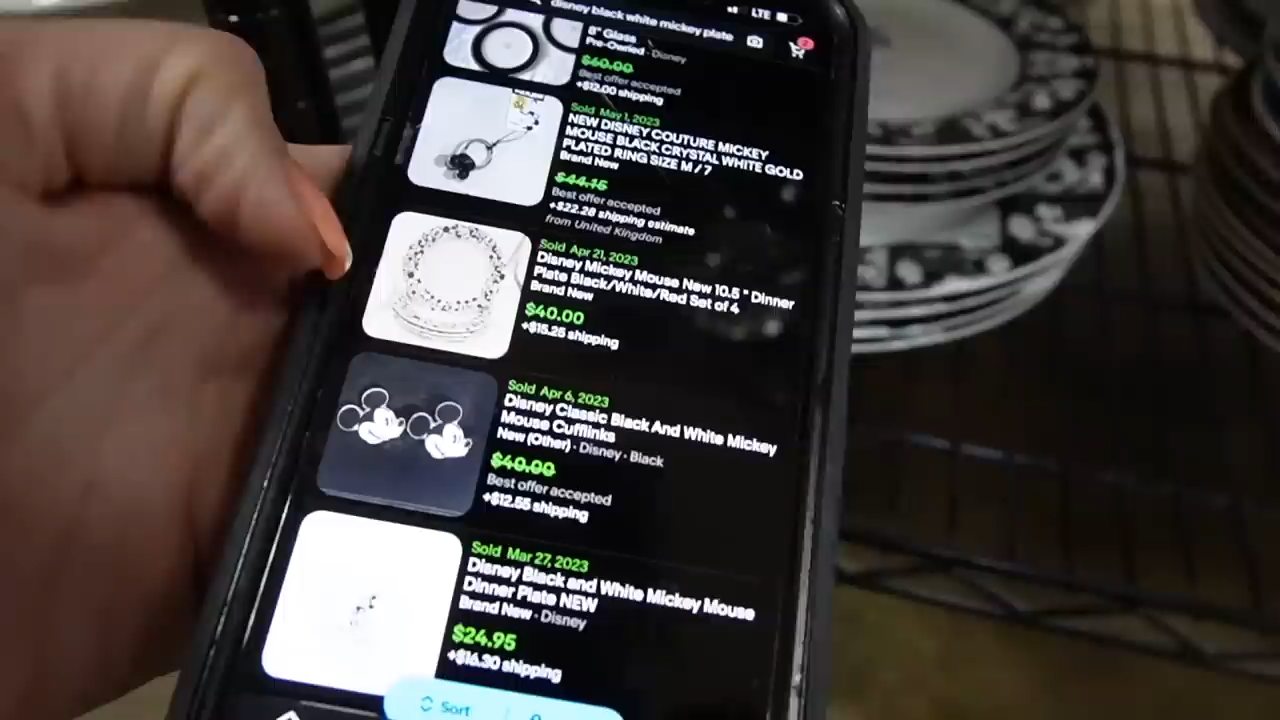 disney black white mickey plate
LTE
2
8" Glass
Pre-Owned · Disney
$60.00
Best offer accepted
+$12.00 shipping
Sold May 1, 2023
NEW DISNEY COUTURE MICKEY
MOUSE BLACK CRYSTAL WHITE GOLD
PLATED RING SIZE M / 7
Brand New
$44.15
Best offer accepted
+$22.28 shipping estimate
from United Kingdom
Sold Apr 21, 2023
Disney Mickey Mouse New 10.5 " Dinner
Plate Black/White/Red Set of 4
Brand New
$40.00
+$15.25 shipping
Sold Apr 6, 2023
Disney Classic Black And White Mickey
Mouse Cufflinks
New (Other) · Disney · Black
$40.00
Best offer accepted
+$12.55 shipping
Sold Mar 27, 2023
Disney Black and White Mickey Mouse
Dinner Plate NEW
Brand New · Disney
$24.95
+$16.30 shipping
Sort